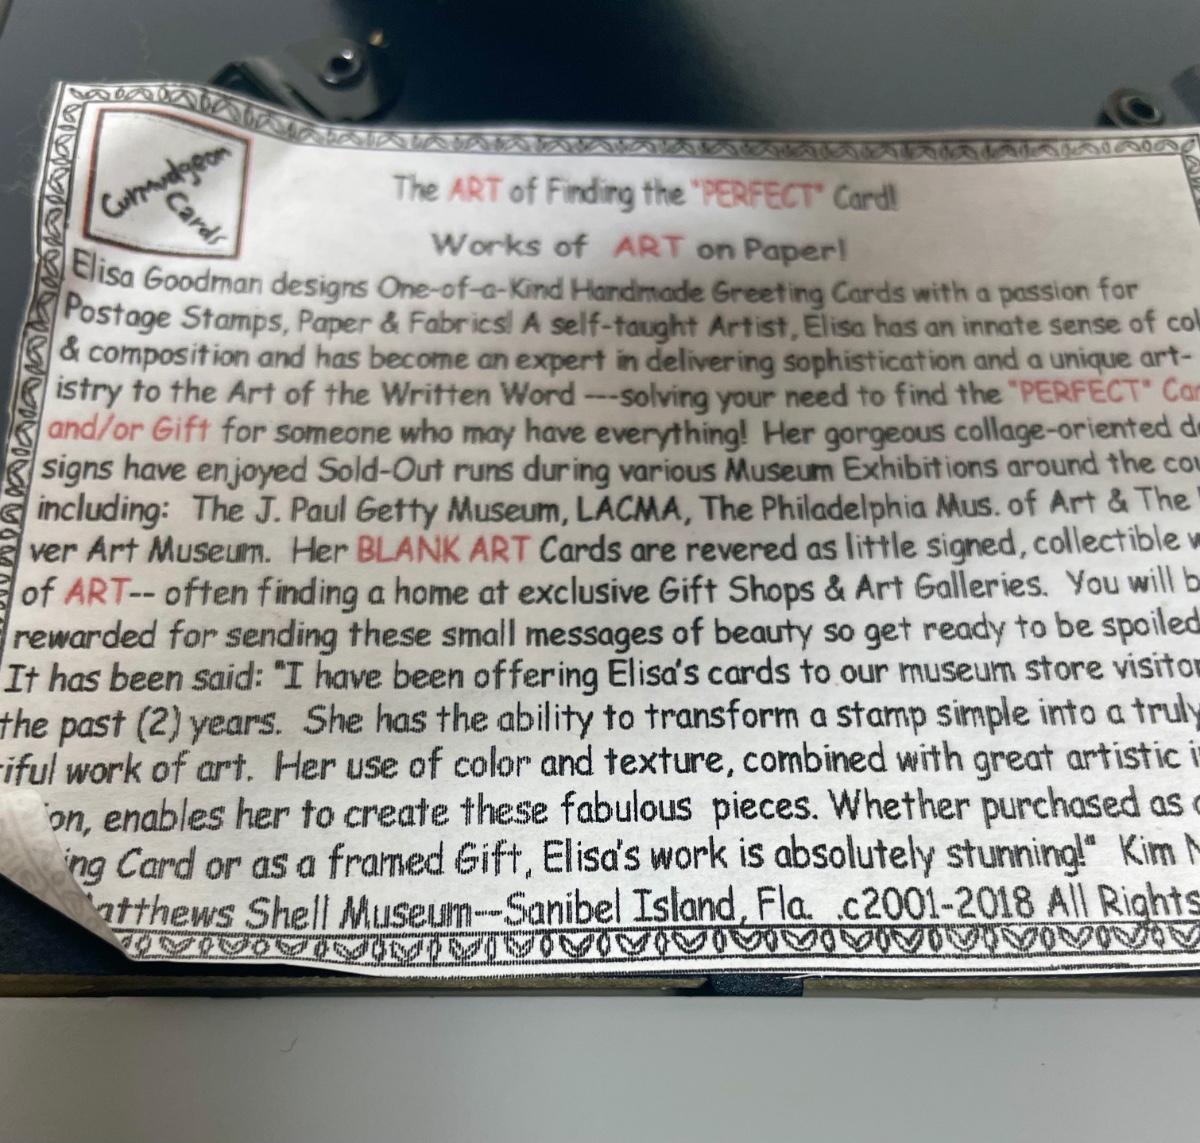 Curmudgeon
Cards
The ART of Finding the "PERFECT" Card!
Works of ART on Paper!
Elisa Goodman designs One-of-a-Kind Handmade Greeting Cards with a passion for
Postage Stamps, Paper & Fabrics! A self-taught Artist, Elisa has an innate sense of col
& composition and has become an expert in delivering sophistication and a unique art-
istry to the Art of the Written Word ---solving your need to find the "PERFECT" Car
and/or Gift for someone who may have everything! Her gorgeous collage-oriented de
signs have enjoyed Sold-Out runs during various Museum Exhibitions around the cou
including: The J. Paul Getty Museum, LACMA, The Philadelphia Mus. of Art & The
ver Art Museum. Her BLANK ART Cards are revered as little signed, collectible w
of ART-- often finding a home at exclusive Gift Shops & Art Galleries. You will b
rewarded for sending these small messages of beauty so get ready to be spoiled
It has been said: "I have been offering Elisa's cards to our museum store visitor
the past (2) years. She has the ability to transform a stamp simple into a truly
iful work of art. Her use of color and texture, combined with great artistic i
on, enables her to create these fabulous pieces. Whether purchased as
ing Card or as a framed Gift, Elisa's work is absolutely stunning!" Kim N
atthews Shell Museum---Sanibel Island, Fla. .c2001-2018 All Rights